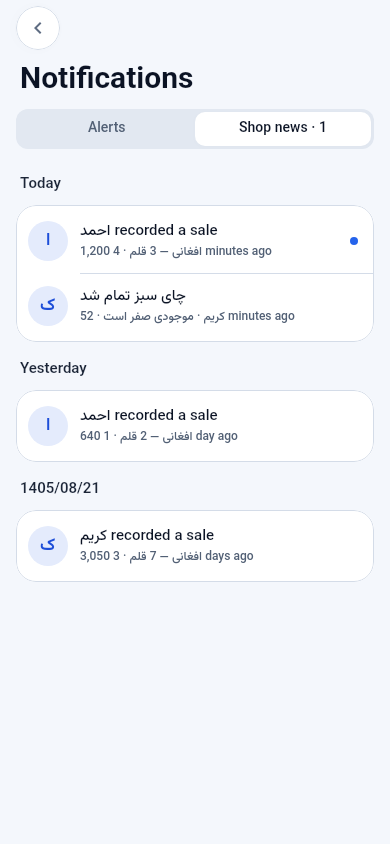 Notifications
Alerts
Shop news · 1
Today
ا
احمد recorded a sale
1,200 افغانی — 3 قلم · 4 minutes ago
ک
چای سبز تمام شد
کریم · موجودی صفر است · 52 minutes ago
Yesterday
ا
احمد recorded a sale
640 افغانی — 2 قلم · 1 day ago
1405/08/21
ک
کریم recorded a sale
3,050 افغانی — 7 قلم · 3 days ago